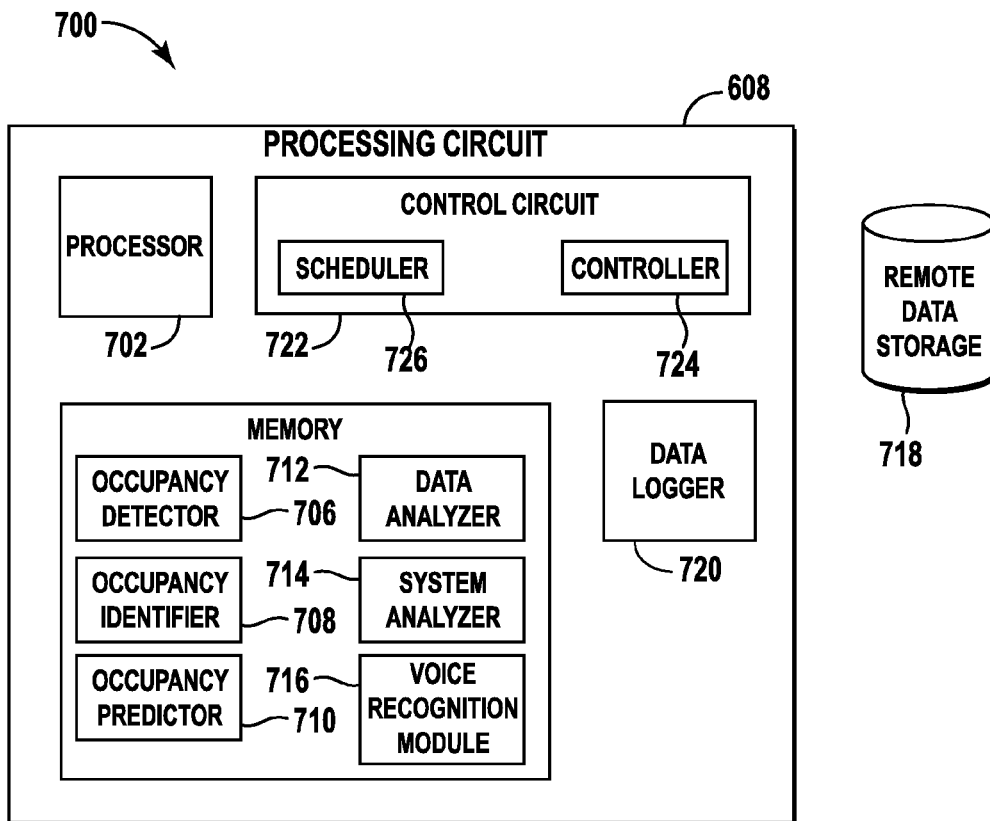 700
608
PROCESSING CIRCUIT
PROCESSOR
702
CONTROL CIRCUIT
SCHEDULER
CONTROLLER
722
726
724
REMOTE
DATA
STORAGE
718
MEMORY
OCCUPANCY
DETECTOR
706
712
DATA
ANALYZER
OCCUPANCY
IDENTIFIER
708
714
SYSTEM
ANALYZER
OCCUPANCY
PREDICTOR
710
716
VOICE
RECOGNITION
MODULE
DATA
LOGGER
720